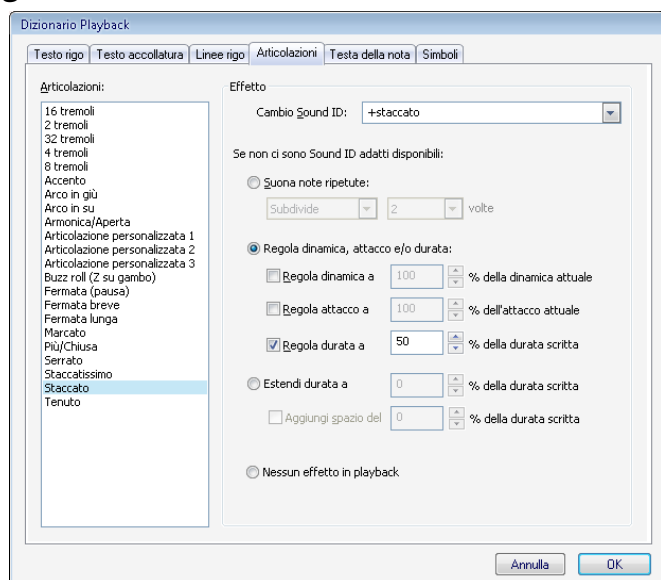 Dizionario Playback
Testo rigo Testo accollatura Linee rigo Articolazioni Testa della nota Simboli
Articolazioni:
16 tremoli
2 tremoli
32 tremoli
4 tremoli
8 tremoli
Accento
Arco in giù
Arco in su
Armonica/Aperta
Articolazione personalizzata 1
Articolazione personalizzata 2
Articolazione personalizzata 3
Buzz roll (Z su gambo)
Fermata (pausa)
Fermata breve
Fermata lunga
Marcato
Più/Chiusa
Serrato
Staccatissimo
Staccato
Tenuto
Effetto
Cambio Sound ID: +staccato
Se non ci sono Sound ID adatti disponibili:
Suona note ripetute:
Subdivide 2 volte
Regola dinamica, attacco e/o durata:
Regola dinamica a 100 % della dinamica attuale
Regola attacco a 100 % dell'attacco attuale
Regola durata a 50 % della durata scritta
Estendi durata a 0 % della durata scritta
Aggiungi spazio del 0 % della durata scritta
Nessun effetto in playback
Annulla OK